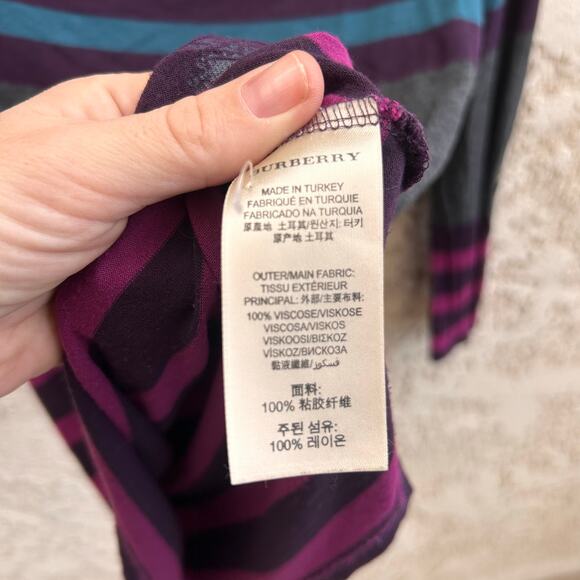 BURBERRY
MADE IN TURKEY
FABRIQUÉ EN TURQUIE
FABRICADO NA TURQUIA
原產地 土耳其/원산지: 터키
原产地 土耳其
OUTER/MAIN FABRIC:
TISSU EXTÉRIEUR
PRINCIPAL: 外部/主要布料:
100% VISCOSE/VISKOSE
VISCOSA/VISKOS
VISKOOSI/ΒΙΣΚΟΖ
VÍSKOZ/ВИСКОЗА
黏液纖維/فسكوز
面料:
100% 粘胶纤维
주된 섬유:
100% 레이온